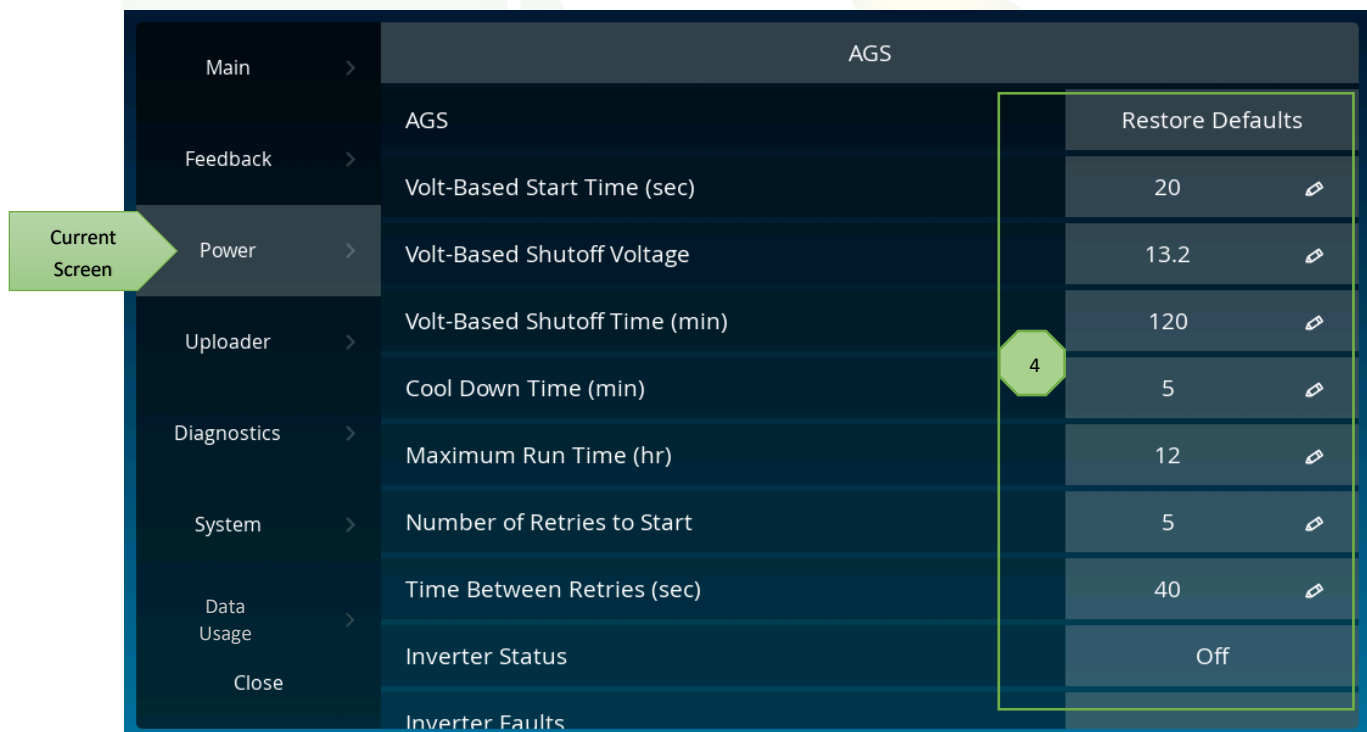 AGS
Main
Feedback
Current
Screen
Power
Uploader
Diagnostics
System
Data
Usage
Close
AGS Restore Defaults
Volt-Based Start Time (sec) 20
Volt-Based Shutoff Voltage 13.2
Volt-Based Shutoff Time (min) 120
4
Cool Down Time (min) 5
Maximum Run Time (hr) 12
Number of Retries to Start 5
Time Between Retries (sec) 40
Inverter Status Off
Inverter Faults